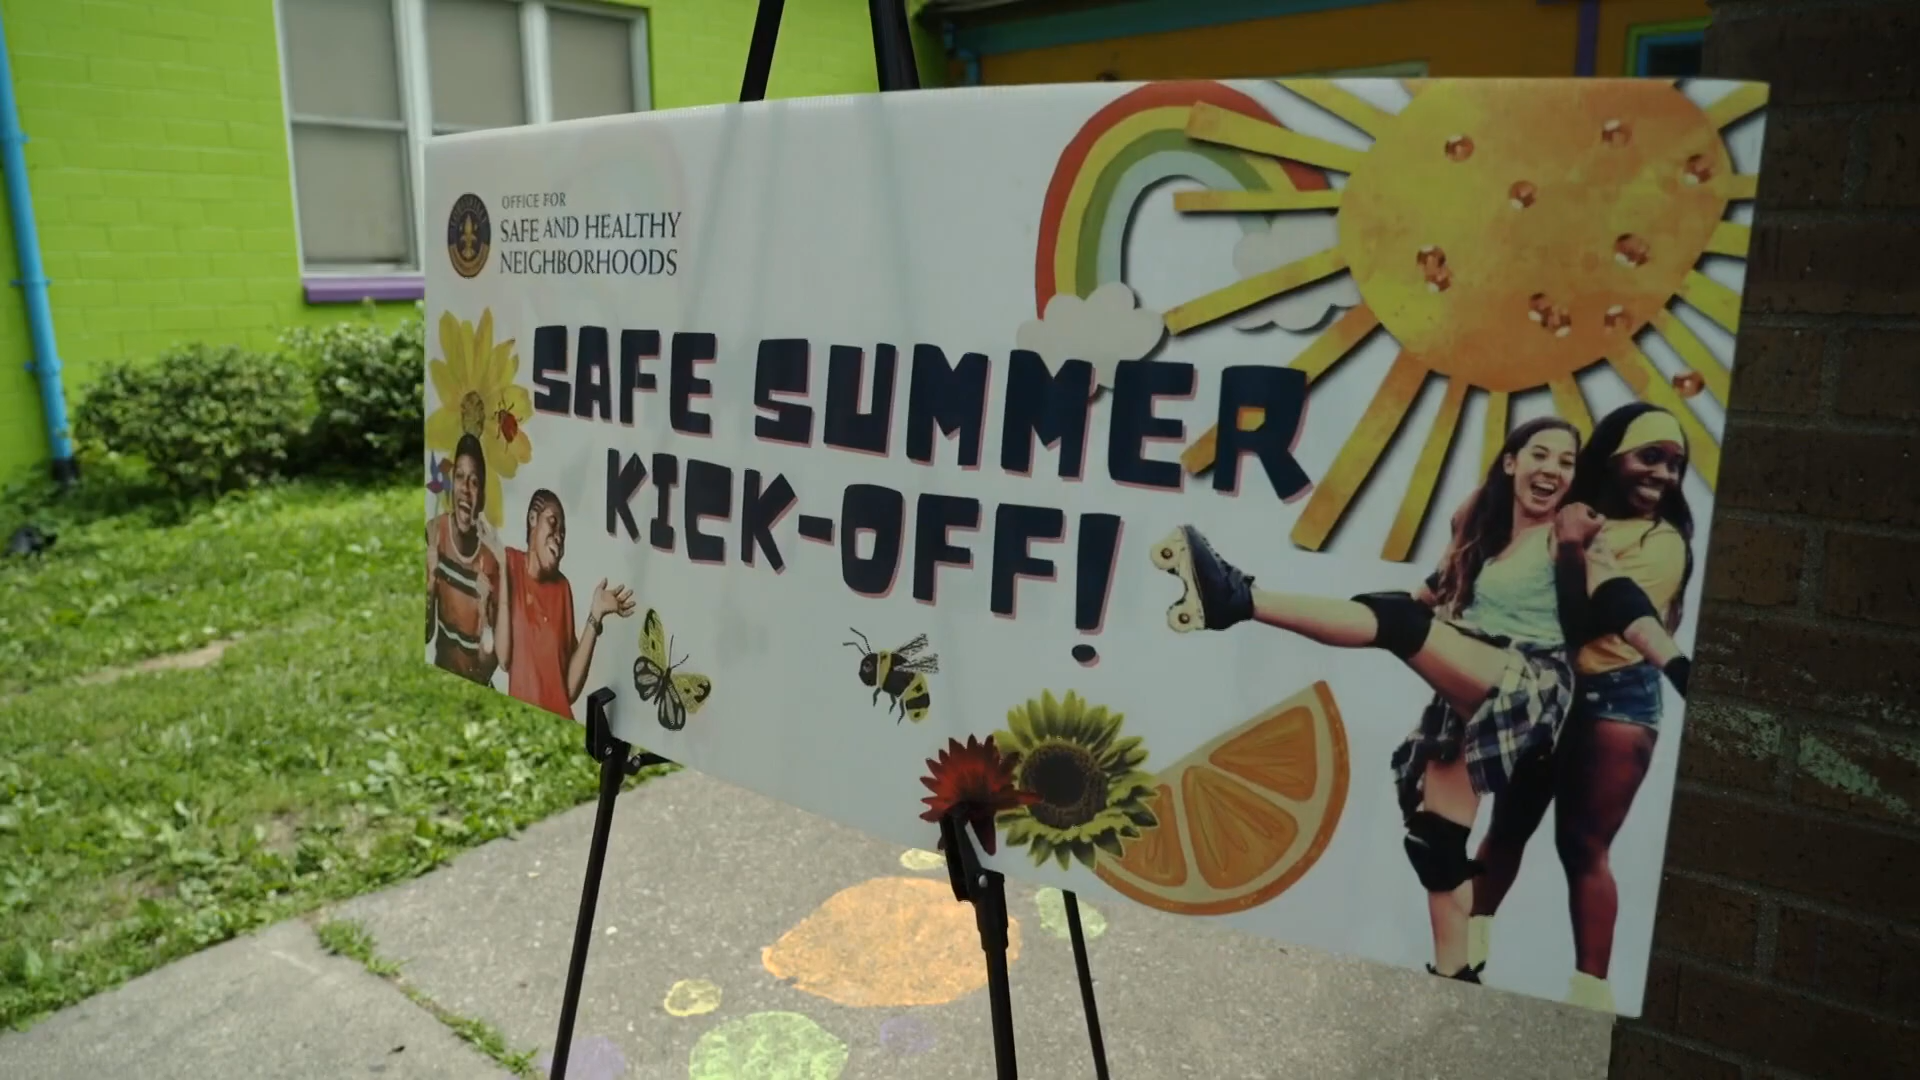 OFFICE FOR
SAFE AND HEALTHY
NEIGHBORHOODS
SAFE SUMMER
KICK-OFF!